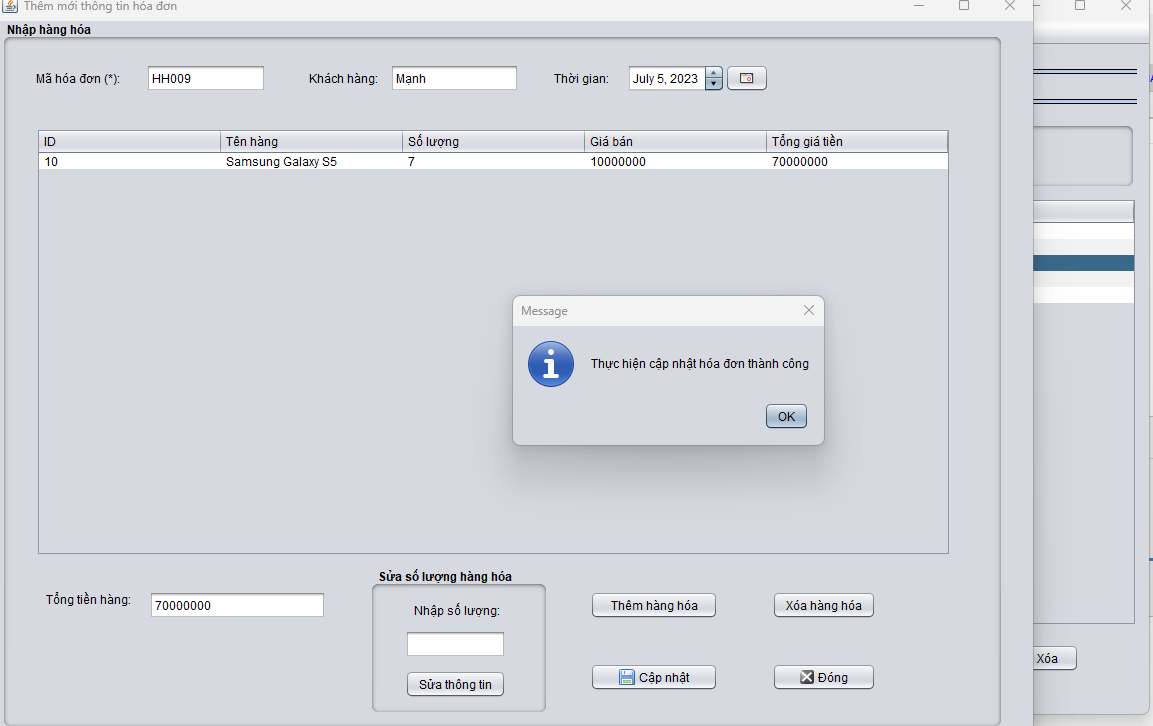 Thêm mới thông tin hóa đơn
Nhập hàng hóa
Mã hóa đơn (*): HH009 Khách hàng: Mạnh Thời gian: July 5, 2023
ID Tên hàng Số lượng Giá bán Tổng giá tiền
10 Samsung Galaxy S5 7 10000000 70000000
Message
Thực hiện cập nhật hóa đơn thành công
OK
Sửa số lượng hàng hóa
Tổng tiền hàng: 70000000
Nhập số lượng:
Sửa thông tin
Thêm hàng hóa Xóa hàng hóa
Cập nhật Đóng
Xóa